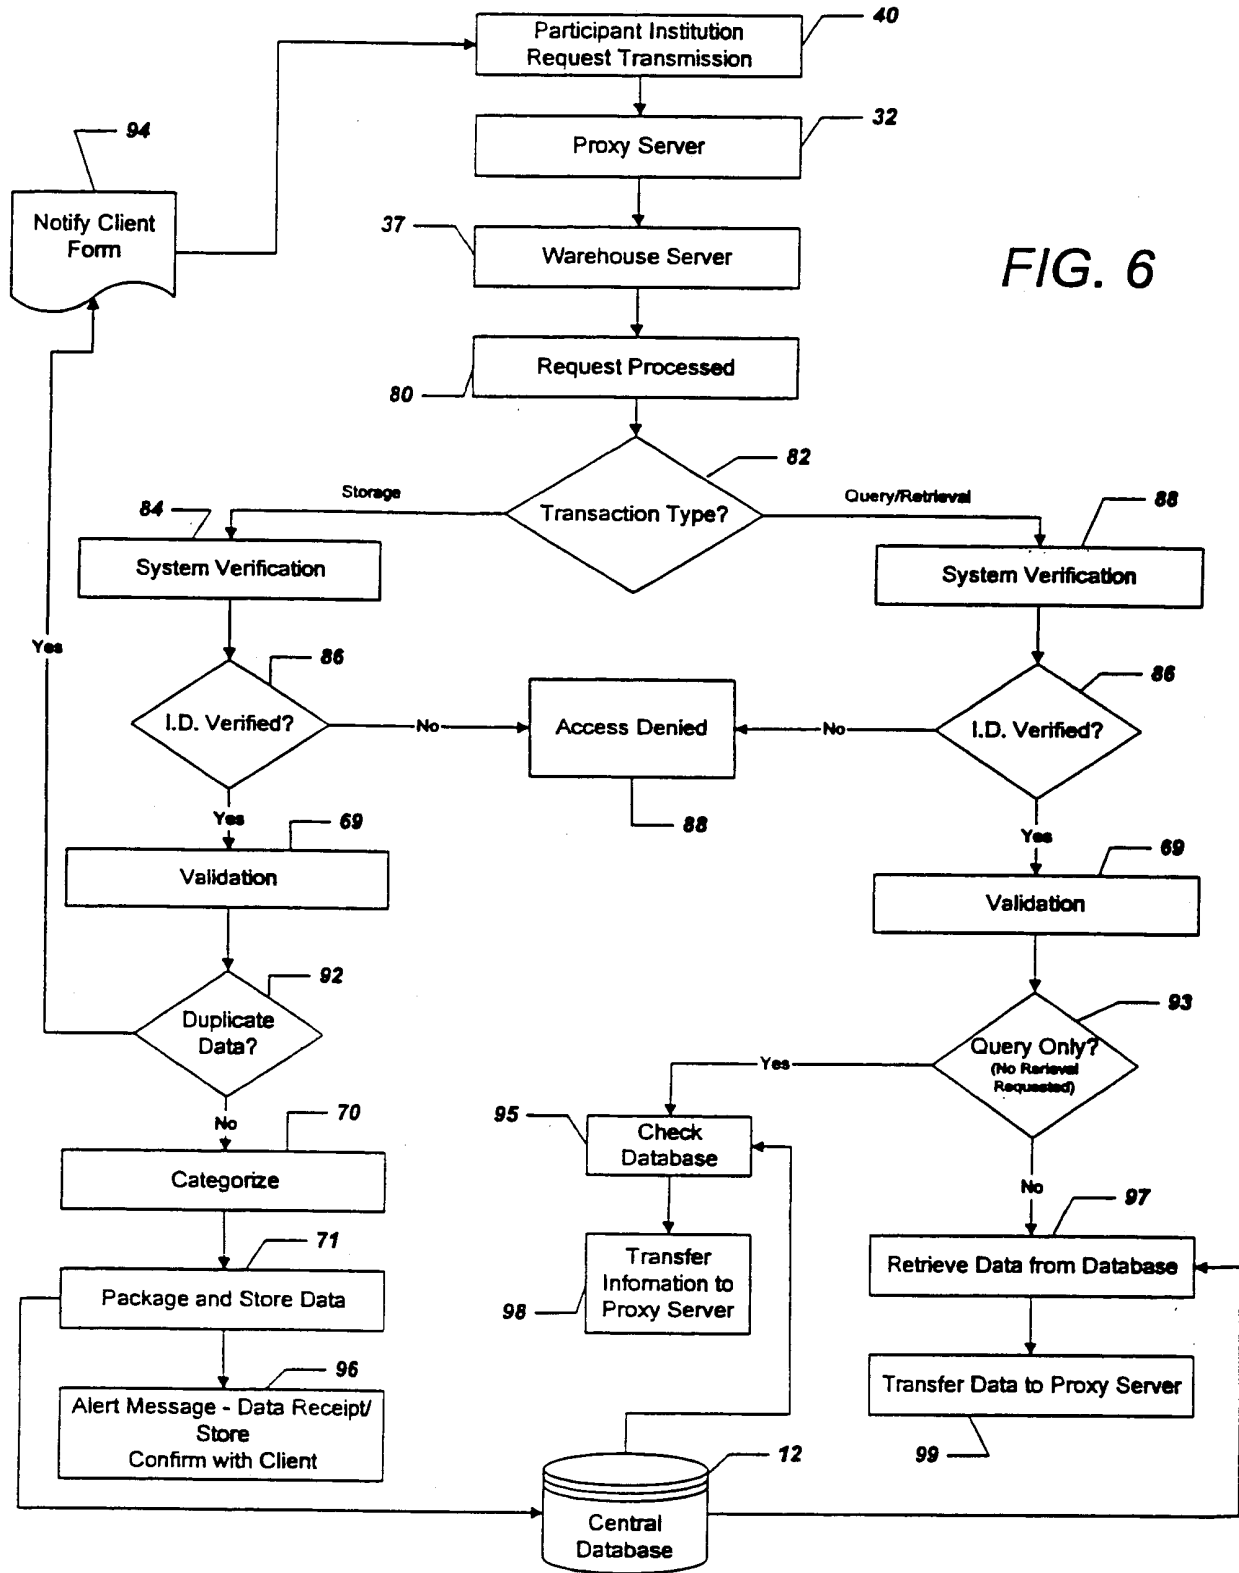 40
Participant Institution
Request Transmission
32
Proxy Server
94
Notify Client
Form
37
Warehouse Server
FIG. 6
Request Processed
80
82
Transaction Type?
Storage
Query/Retrieval
84
System Verification
88
System Verification
Yes
86
I.D. Verified?
No
Access Denied
88
No
86
I.D. Verified?
Yes
69
Validation
Yes
69
Validation
92
Duplicate
Data?
93
Query Only?
(No Rerieval
Requested)
Yes
No
70
Categorize
95
Check
Database
No
97
Retrieve Data from Database
71
Package and Store Data
Transfer
Infomation to
Proxy Server
98
96
Alert Message - Data Receipt/
Store
Confirm with Client
Transfer Data to Proxy Server
99
12
Central
Database